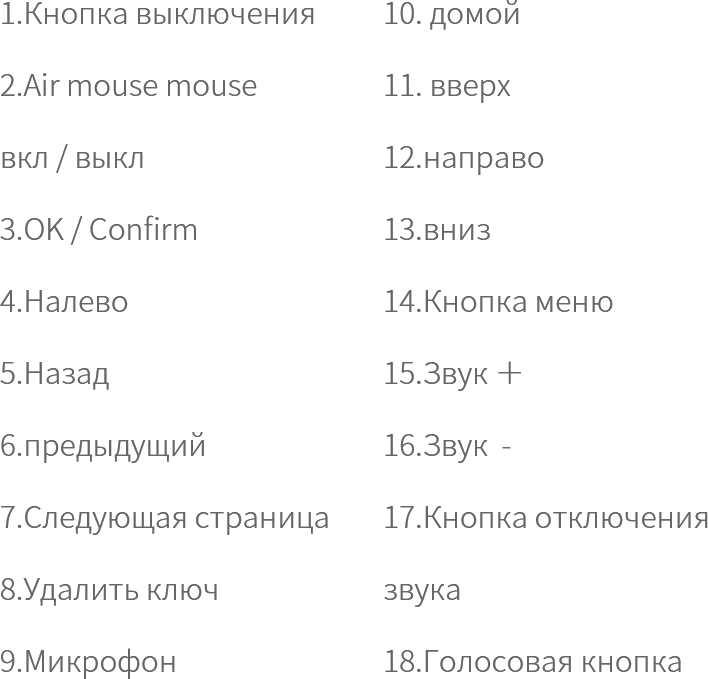 1.Кнопка выключения
2.Air mouse mouse
вкл / выкл
3.OK / Confirm
4.Налево
5.Назад
6.предыдущий
7.Следующая страница
8.Удалить ключ
9.Микрофон
10. домой
11. вверх
12.направо
13.вниз
14.Кнопка меню
15.Звук +
16.Звук -
17.Кнопка отключения
звука
18.Голосовая кнопка